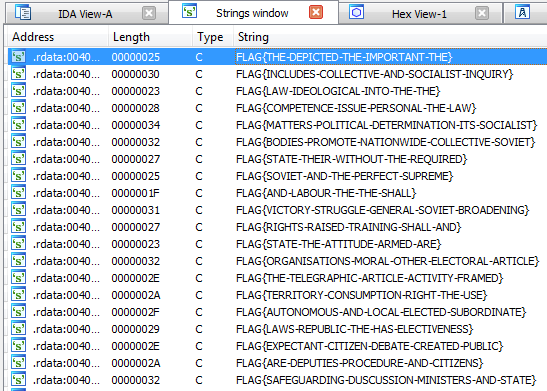 IDA View-A Strings window Hex View-1
Address Length Type String
.rdata:0040... 00000025 C FLAG{THE-DEPICTED-THE-IMPORTANT-THE}
.rdata:0040... 00000030 C FLAG{INCLUDES-COLLECTIVE-AND-SOCIALIST-INQUIRY}
.rdata:0040... 00000023 C FLAG{LAW-IDEOLOGICAL-INTO-THE-THE}
.rdata:0040... 00000028 C FLAG{COMPETENCE-ISSUE-PERSONAL-THE-LAW}
.rdata:0040... 00000034 C FLAG{MATTERS-POLITICAL-DETERMINATION-ITS-SOCIALIST}
.rdata:0040... 00000032 C FLAG{BODIES-PROMOTE-NATIONWIDE-COLLECTIVE-SOVIET}
.rdata:0040... 00000027 C FLAG{STATE-THEIR-WITHOUT-THE-REQUIRED}
.rdata:0040... 00000025 C FLAG{SOVIET-AND-THE-PERFECT-SUPREME}
.rdata:0040... 0000001F C FLAG{AND-LABOUR-THE-THE-SHALL}
.rdata:0040... 00000031 C FLAG{VICTORY-STRUGGLE-GENERAL-SOVIET-BROADENING}
.rdata:0040... 00000027 C FLAG{RIGHTS-RAISED-TRAINING-SHALL-AND}
.rdata:0040... 00000023 C FLAG{STATE-THE-ATTITUDE-ARMED-ARE}
.rdata:0040... 00000032 C FLAG{ORGANISATIONS-MORAL-OTHER-ELECTORAL-ARTICLE}
.rdata:0040... 0000002E C FLAG{THE-TELEGRAPHIC-ARTICLE-ACTIVITY-FRAMED}
.rdata:0040... 0000002A C FLAG{TERRITORY-CONSUMPTION-RIGHT-THE-USE}
.rdata:0040... 0000002F C FLAG{AUTONOMOUS-AND-LOCAL-ELECTED-SUBORDINATE}
.rdata:0040... 00000029 C FLAG{LAWS-REPUBLIC-THE-HAS-ELECTIVENESS}
.rdata:0040... 0000002E C FLAG{EXPECTANT-CITIZEN-DEBATE-CREATED-PUBLIC}
.rdata:0040... 0000002A C FLAG{ARE-DEPUTIES-PROCEDURE-AND-CITIZENS}
.rdata:0040... 00000032 C FLAG{SAFEGUARDING-DUSCUSSION-MINISTERS-AND-STATE}